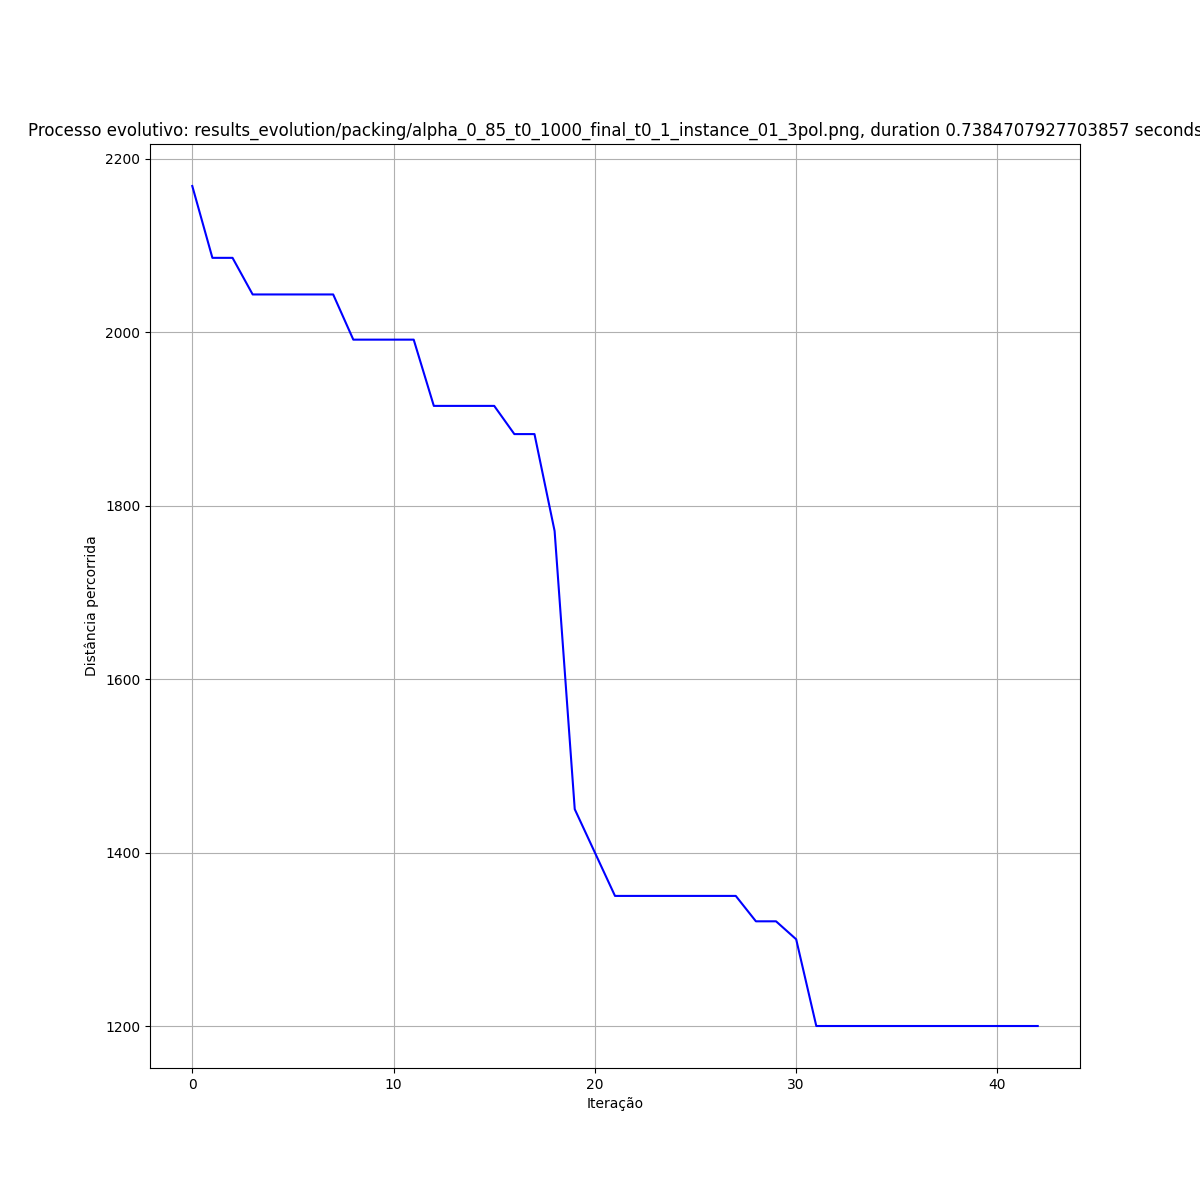 Processo evolutivo: results_evolution/packing/alpha_0_85_t0_1000_final_t0_1_instance_01_3pol.png, duration 0.7384707927703857 seconds
2200
2000
1800
1600
1400
1200
Distância percorrida
0 10 20 30 40
Iteração